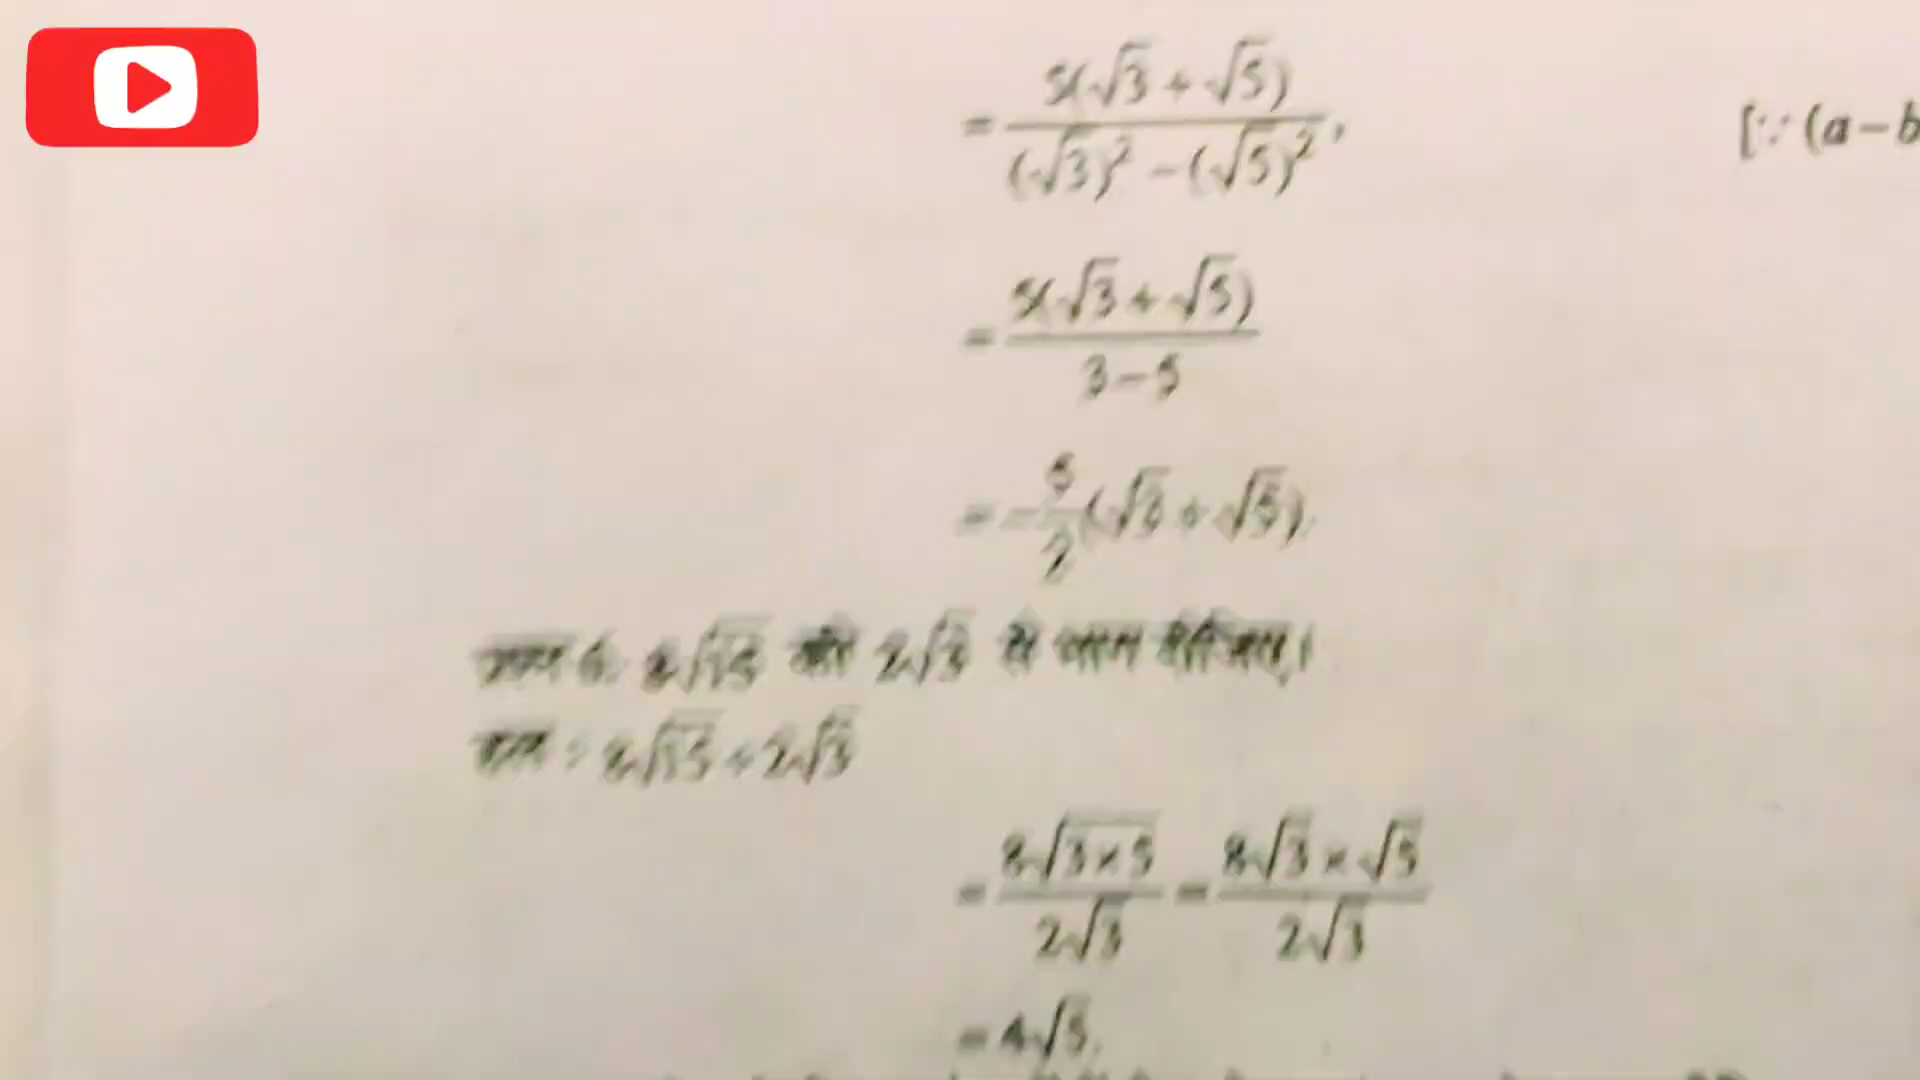 = 5(√3 + √5) / (√3)² − (√5)² ,
[∵ (a − b
= 5(√3 + √5) / 3 − 5
= − 5/2 (√3 + √5).
प्रश्न 6. 8√15 को 2√3 से भाग दीजिए।
हल : 8√15 ÷ 2√3
= 8√3 × 5 / 2√3 = 8√3 × √5 / 2√3
= 4√5.